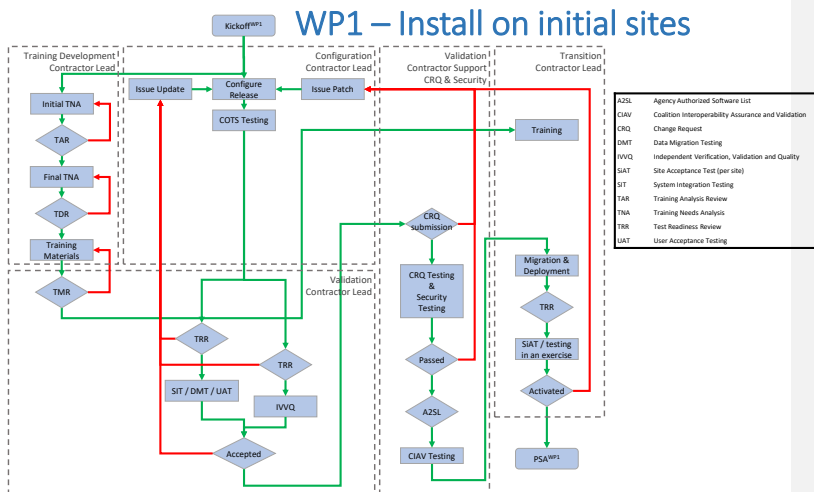 WP1 – Install on initial sites
Kickoff WP1
Training Development
Contractor Lead
Configuration
Contractor Lead
Validation
Contractor Support
CRQ & Security
Transition
Contractor Lead
Initial TNA
TAR
Final TNA
TDR
Training
Materials
TMR
Issue Update
Configure
Release
Issue Patch
COTS Testing
Validation
Contractor Lead
TRR
TRR
SIT / DMT / UAT
IVVQ
Accepted
CRQ
submission
CRQ Testing
&
Security
Testing
Passed
A2SL
CIAV Testing
Training
Migration &
Deployment
TRR
SiAT / testing
in an exercise
Activated
PSA WP1
A2SL Agency Authorized Software List
CIAV Coalition Interoperability Assurance and Validation
CRQ Change Request
DMT Data Migration Testing
IVVQ Independent Verification, Validation and Quality
SiAT Site Acceptance Test (per site)
SIT System Integration Testing
TAR Training Analysis Review
TNA Training Needs Analysis
TRR Test Readiness Review
UAT User Acceptance Testing